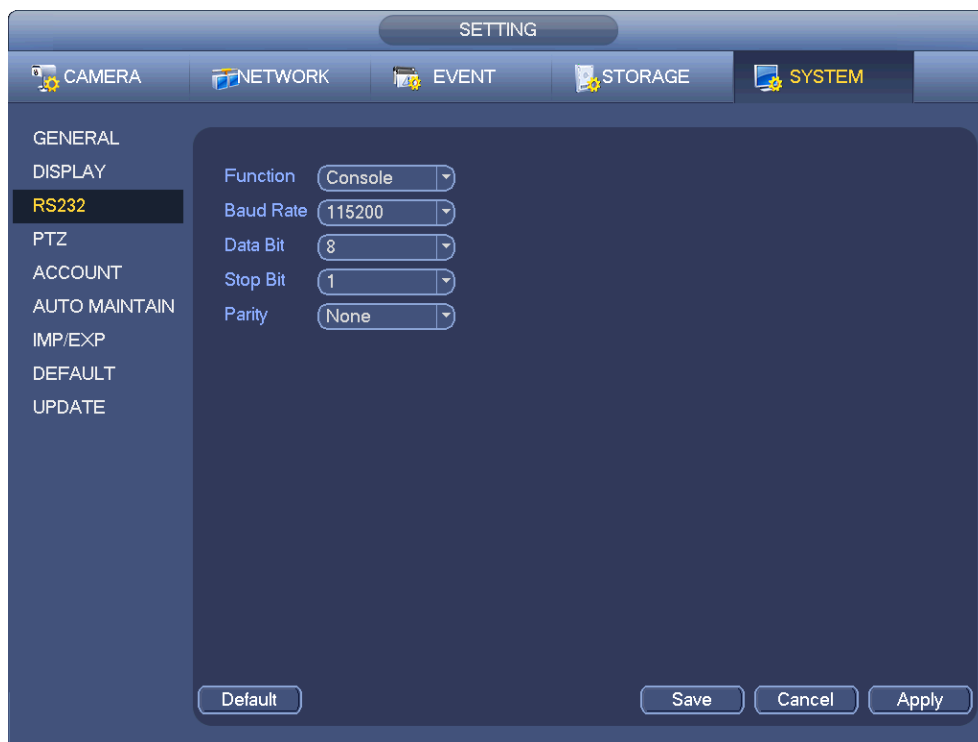 SETTING
CAMERA NETWORK EVENT STORAGE SYSTEM
GENERAL
DISPLAY
RS232
PTZ
ACCOUNT
AUTO MAINTAIN
IMP/EXP
DEFAULT
UPDATE
Function Console
Baud Rate 115200
Data Bit 8
Stop Bit 1
Parity None
Default Save Cancel Apply